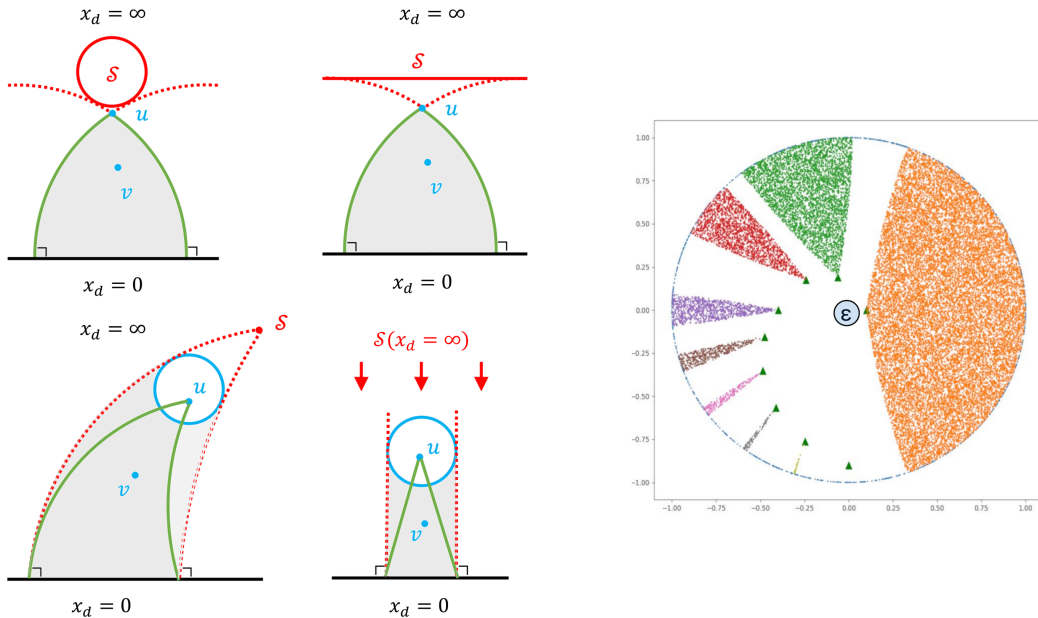 x_d = ∞
S
u
v
x_d = 0
x_d = ∞
S
u
v
x_d = 0
x_d = ∞
S
u
v
x_d = 0
S(x_d = ∞)
u
v
x_d = 0
1.00
0.75
0.50
0.25
0.00
−0.25
−0.50
−0.75
−1.00
ε
−1.00 −0.75 −0.50 −0.25 0.00 0.25 0.50 0.75 1.00